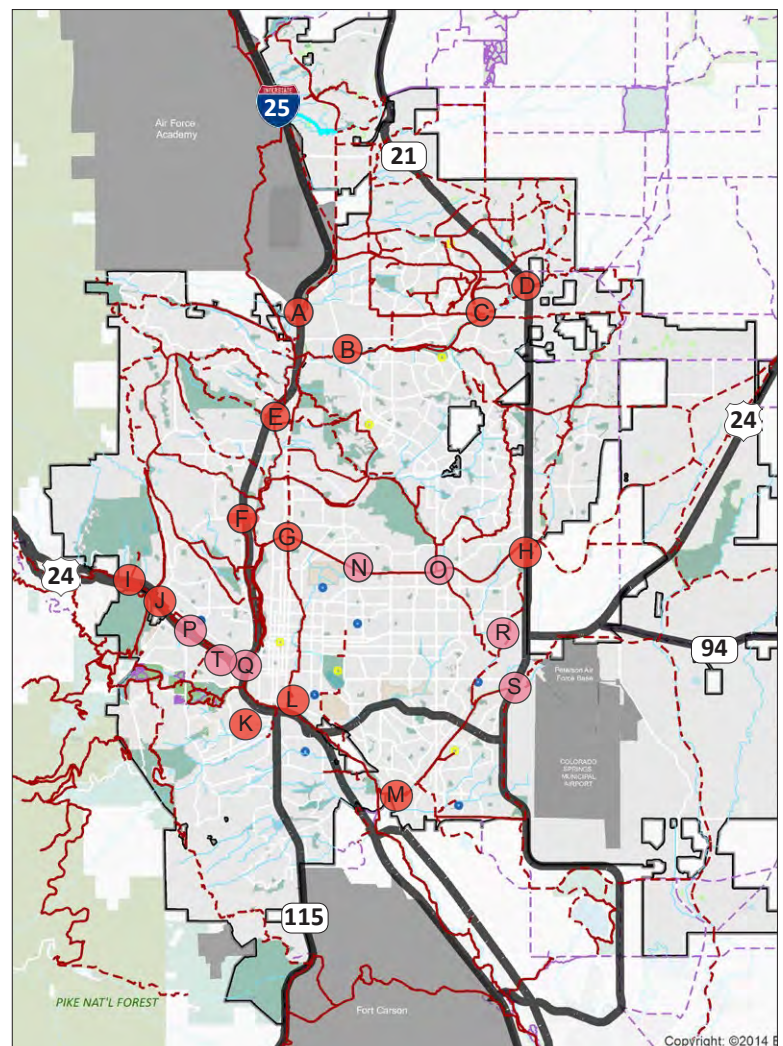 INTERSTATE
25
Air Force
Academy
21
D
A
C
B
24
E
F
G
H
N
O
24
I
J
P
R
T
Q
94
S
Peterson Air
Force Base
L
K
COLORADO
SPRINGS
MUNICIPAL
AIRPORT
M
115
PIKE NAT'L FOREST
Fort Carson
Copyright: ©2014 E